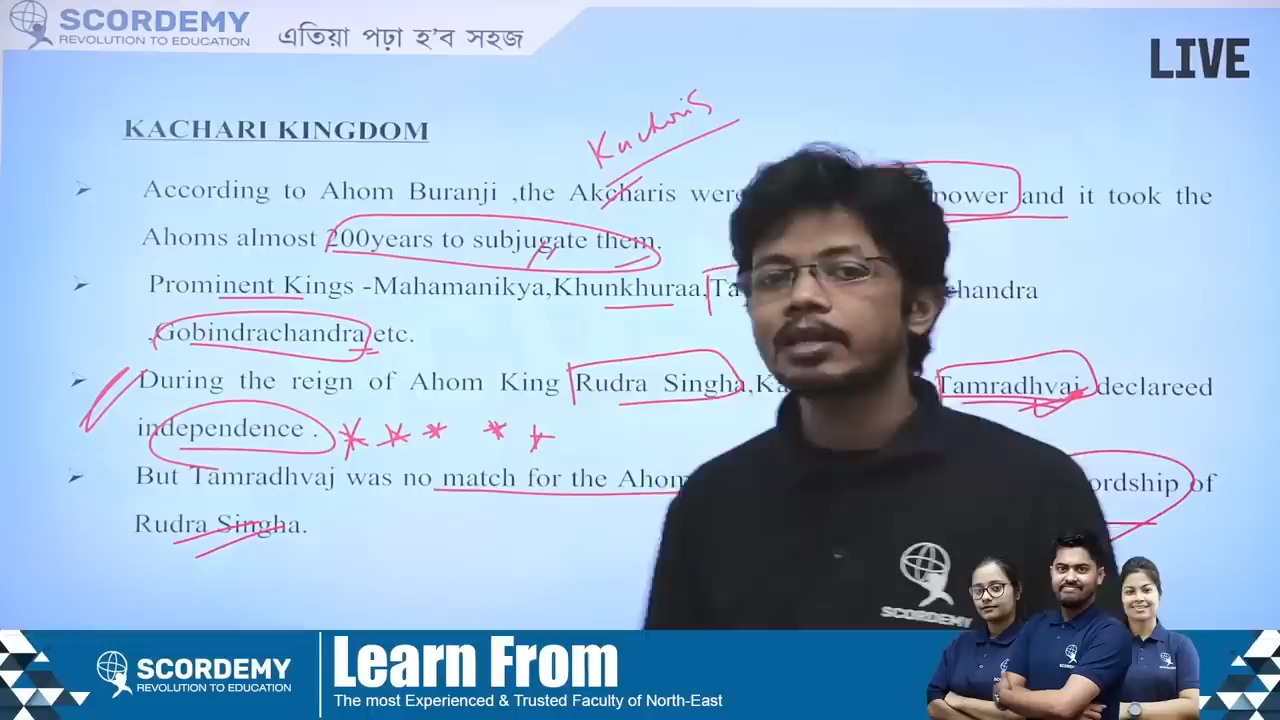 SCORDEMY
REVOLUTION TO EDUCATION
এতিয়া পঢ়া হ'ব সহজ
LIVE
KACHARI KINGDOM
Kacharis
According to Ahom Buranji ,the Akcharis were power and it took the
Ahoms almost 200years to subjugate them.
Prominent Kings -Mahamanikya,Khunkhuraa,Ta chandra
,Gobindrachandra etc.
During the reign of Ahom King Rudra Singha,Ka Tamradhvaj declareed
independence .
But Tamradhvaj was no match for the Ahom ordship of
Rudra Singha.
SCORDEMY
SCORDEMY
REVOLUTION TO EDUCATION
Learn From
The most Experienced & Trusted Faculty of North-East